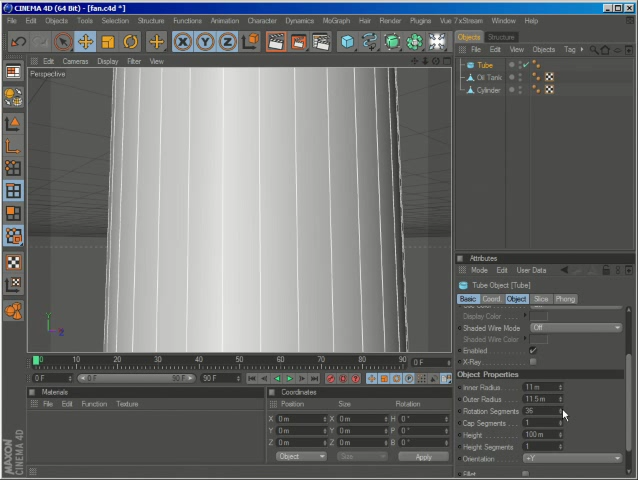 CINEMA 4D (64 Bit) - [fan.c4d *]
File Edit Objects Tools Selection Structure Functions Animation Character Dynamics MoGraph Hair Render Plugins Vue 7 xStream Window Help
X Y Z
Edit Cameras Display Filter View
Perspective
Objects Structure
File Edit View Objects Tag
Tube
Oil Tank
Cylinder
Attributes
Mode Edit User Data
Tube Object [Tube]
Basic Coord. Object Slice Phong
Display Color
Shaded Wire Mode Off
Shaded Wire Color
Enabled
X-Ray
Object Properties
Inner Radius 11 m
Outer Radius 11.5 m
Rotation Segments 36
Cap Segments 1
Height 100 m
Height Segments 1
Orientation +Y
Fillet
Y
Z
0 10 20 30 40 50 60 70 80 90 0 F
0 F 0 F 90 F 90 F
Materials
File Edit Function Texture
Coordinates
Position Size Rotation
X 0 m X 0 m H 0 °
Y 0 m Y 0 m P 0 °
Z 0 m Z 0 m B 0 °
Object Size Apply
MAXON
CINEMA 4D